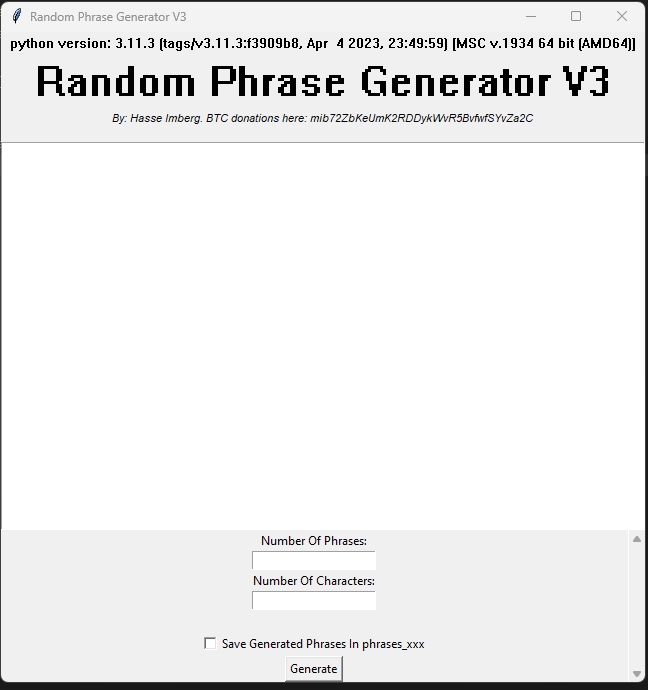 Random Phrase Generator V3
python version: 3.11.3 (tags/v3.11.3:f3909b8, Apr  4 2023, 23:49:59) [MSC v.1934 64 bit (AMD64)]
Random Phrase Generator V3
By: Hasse Imberg. BTC donations here: mib72ZbKeUmK2RDDykWvR5BvfwfSYvZa2C
Number Of Phrases:
Number Of Characters:
Save Generated Phrases In phrases_xxx
Generate